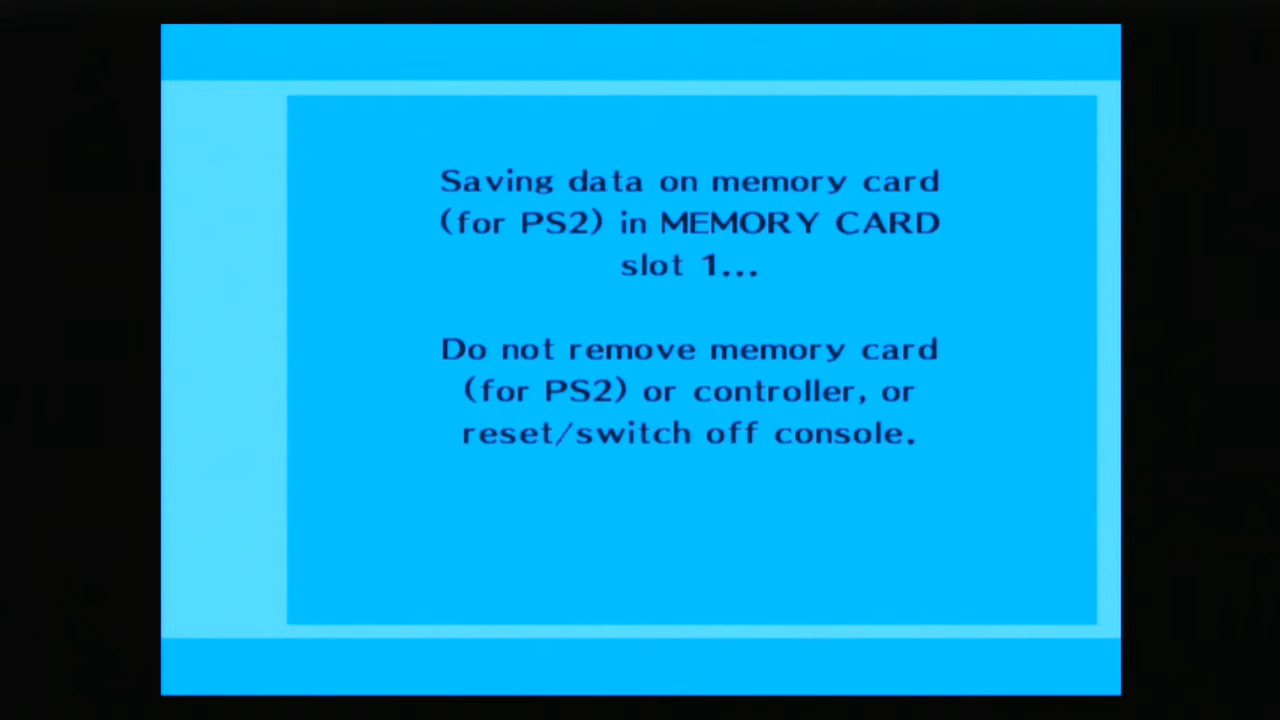 Saving data on memory card
(for PS2) in MEMORY CARD
slot 1...
Do not remove memory card
(for PS2) or controller, or
reset/switch off console.